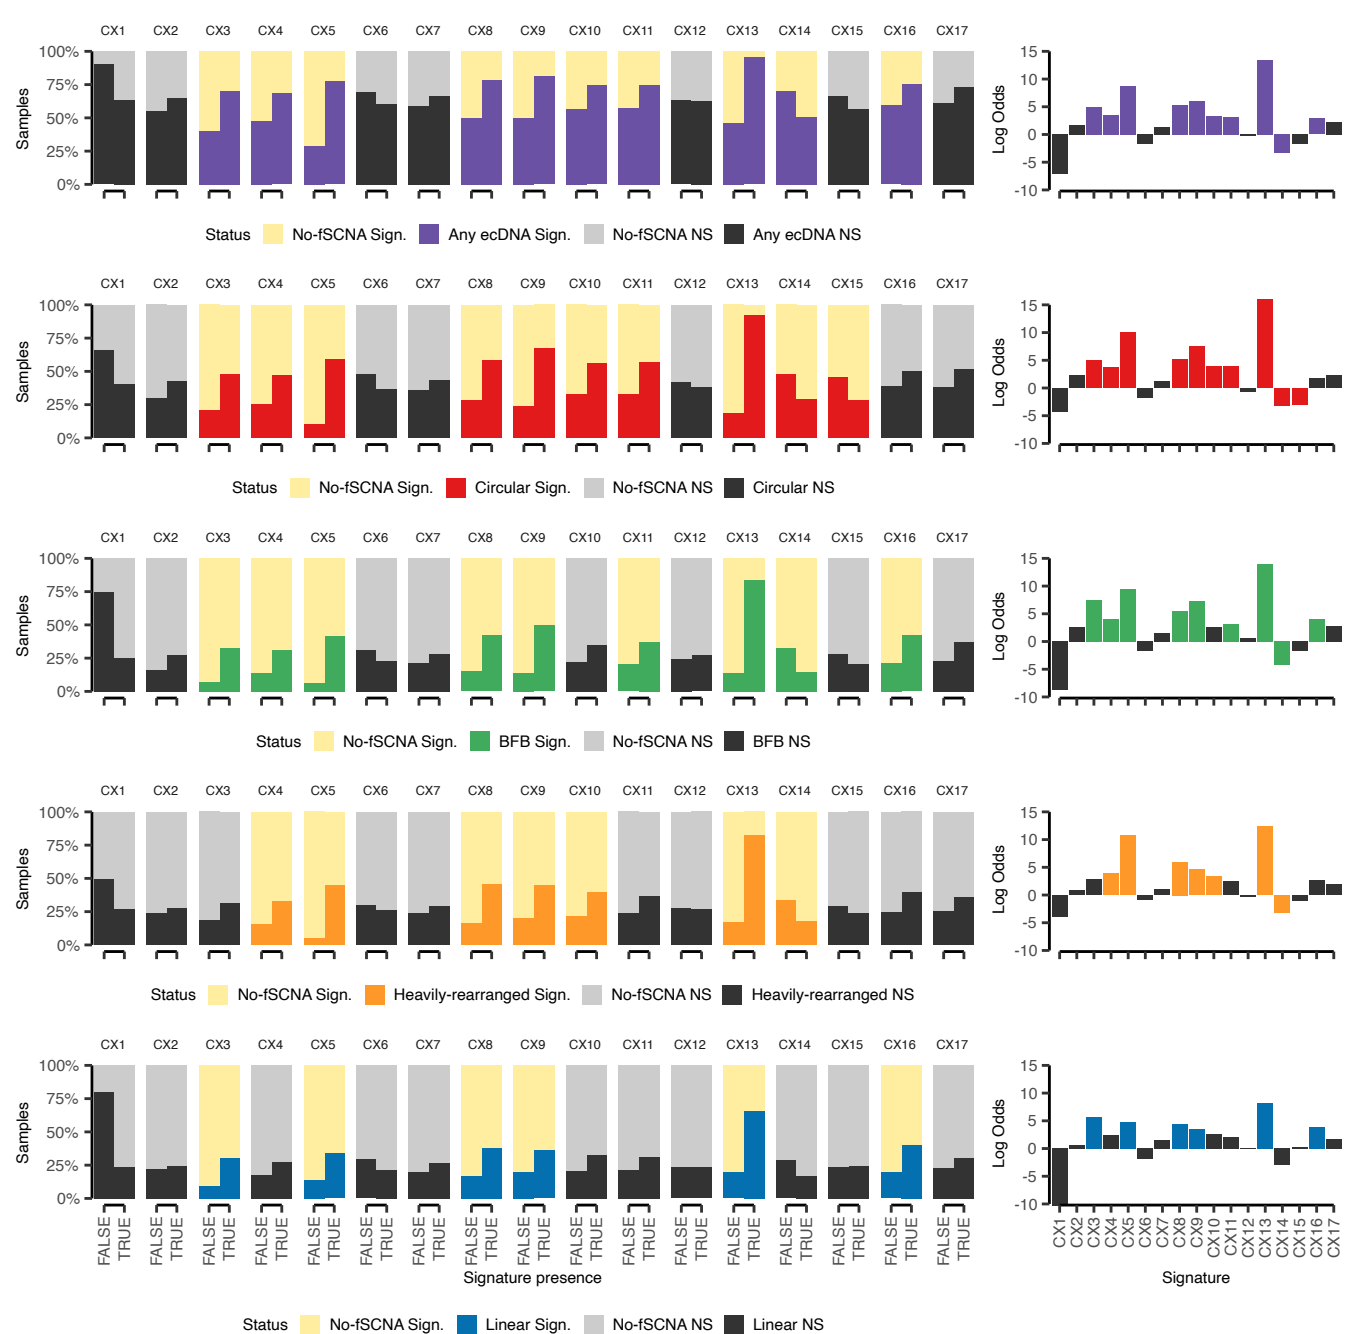 CX1 CX2 CX3 CX4 CX5 CX6 CX7 CX8 CX9 CX10 CX11 CX12 CX13 CX14 CX15 CX16 CX17
100%
75%
50%
25%
0%
Samples
15
10
5
0
-5
-10
Log Odds
Status No-fSCNA Sign. Any ecDNA Sign. No-fSCNA NS Any ecDNA NS
CX1 CX2 CX3 CX4 CX5 CX6 CX7 CX8 CX9 CX10 CX11 CX12 CX13 CX14 CX15 CX16 CX17
100%
75%
50%
25%
0%
Samples
15
10
5
0
-5
-10
Log Odds
Status No-fSCNA Sign. Circular Sign. No-fSCNA NS Circular NS
CX1 CX2 CX3 CX4 CX5 CX6 CX7 CX8 CX9 CX10 CX11 CX12 CX13 CX14 CX15 CX16 CX17
100%
75%
50%
25%
0%
Samples
15
10
5
0
-5
-10
Log Odds
Status No-fSCNA Sign. BFB Sign. No-fSCNA NS BFB NS
CX1 CX2 CX3 CX4 CX5 CX6 CX7 CX8 CX9 CX10 CX11 CX12 CX13 CX14 CX15 CX16 CX17
100%
75%
50%
25%
0%
Samples
15
10
5
0
-5
-10
Log Odds
Status No-fSCNA Sign. Heavily-rearranged Sign. No-fSCNA NS Heavily-rearranged NS
CX1 CX2 CX3 CX4 CX5 CX6 CX7 CX8 CX9 CX10 CX11 CX12 CX13 CX14 CX15 CX16 CX17
100%
75%
50%
25%
0%
Samples
FALSE TRUE FALSE TRUE FALSE TRUE FALSE TRUE FALSE TRUE FALSE TRUE FALSE TRUE FALSE TRUE FALSE TRUE FALSE TRUE FALSE TRUE FALSE TRUE FALSE TRUE FALSE TRUE FALSE TRUE FALSE TRUE FALSE TRUE
Signature presence
15
10
5
0
-5
-10
Log Odds
CX1 CX2 CX3 CX4 CX5 CX6 CX7 CX8 CX9 CX10 CX11 CX12 CX13 CX14 CX15 CX16 CX17
Signature
Status No-fSCNA Sign. Linear Sign. No-fSCNA NS Linear NS